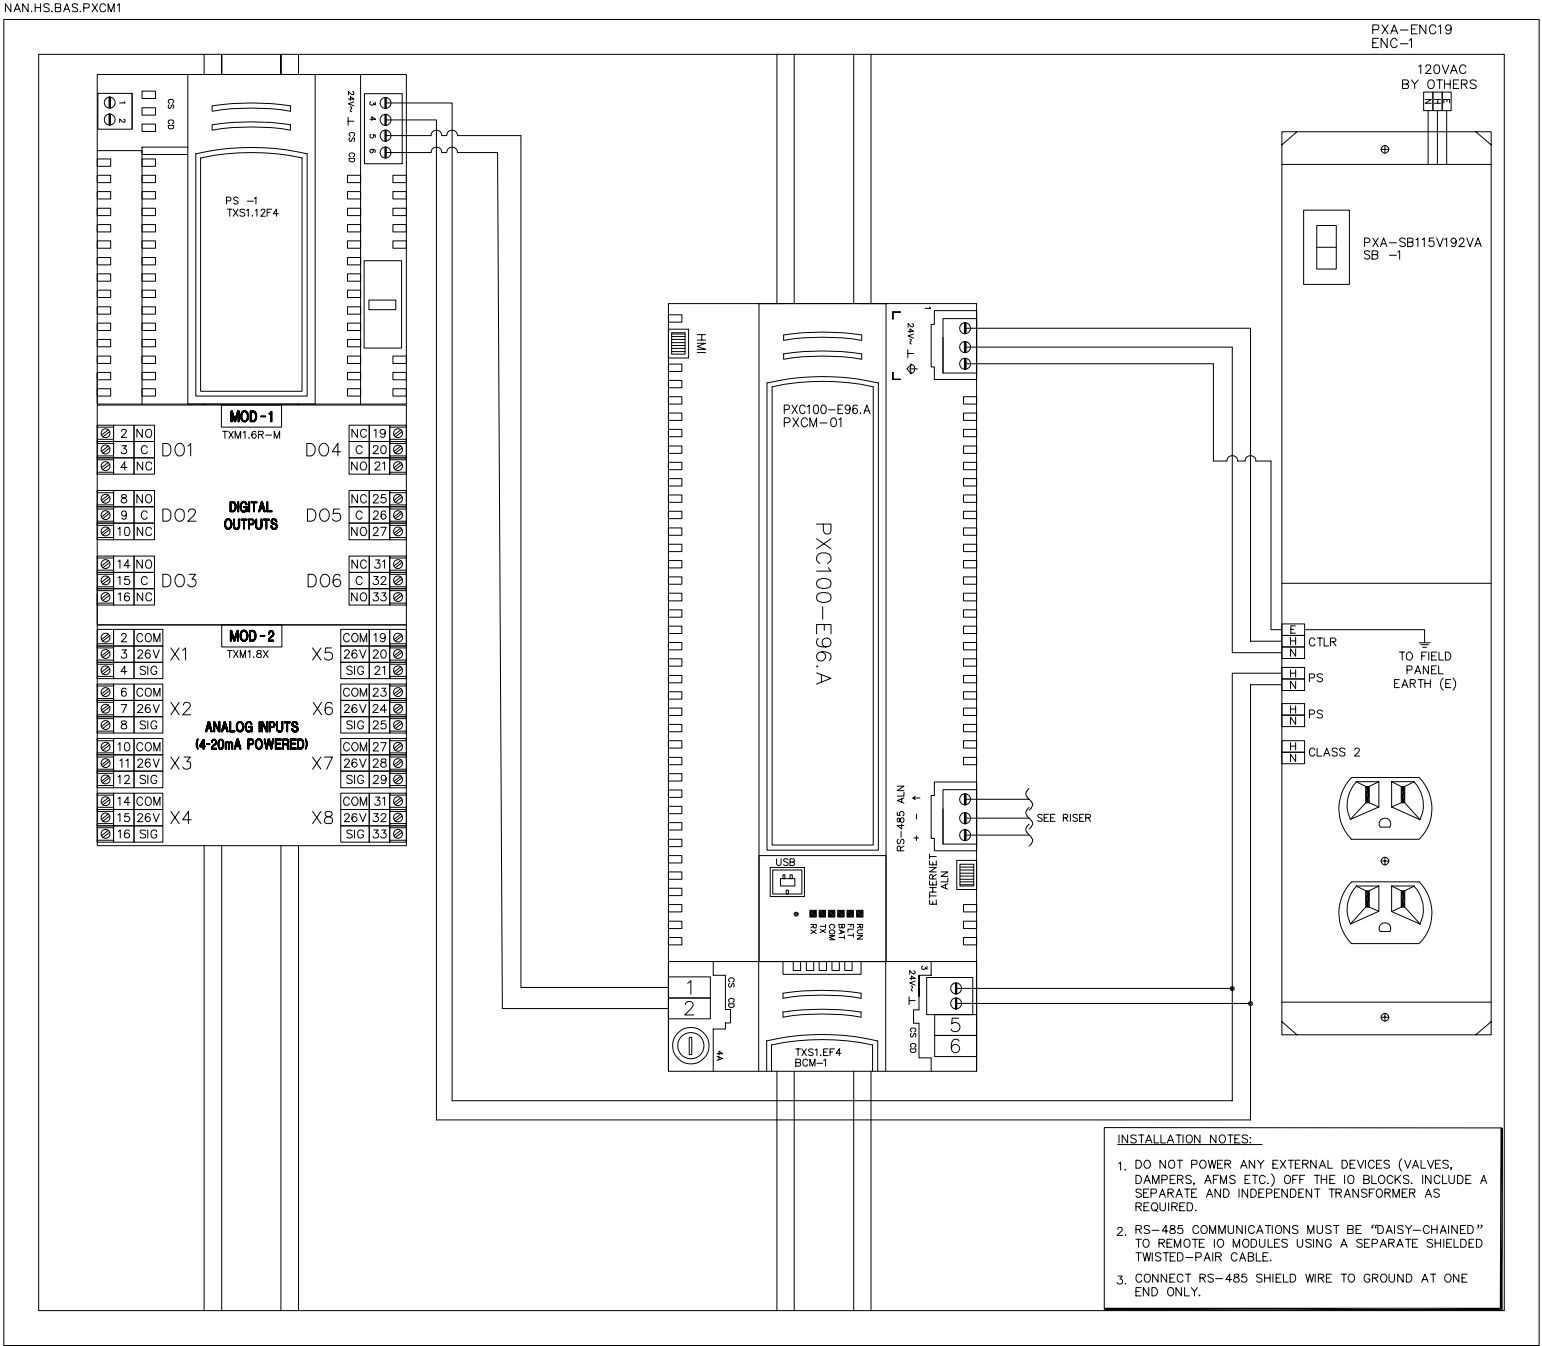 NAN.HS.BAS.PXCM1
PXA-ENC19
ENC-1
120VAC
BY OTHERS
N H E
1
2
CS CD
24V~ ⊥ CS CD
3
4
5
6
PS -1
TXS1.12F4
PXA-SB115V192VA
SB -1
MOD-1
TXM1.6R-M
2 NO
3 C DO1
4 NC
NC 19
DO4 C 20
NO 21
8 NO
9 C DO2
10 NC
DIGITAL
OUTPUTS
NC 25
DO5 C 26
NO 27
14 NO
15 C DO3
16 NC
NC 31
DO6 C 32
NO 33
MOD-2
TXM1.8X
2 COM
3 26V X1
4 SIG
COM 19
X5 26V 20
SIG 21
6 COM
7 26V X2
8 SIG
ANALOG INPUTS
(4-20mA POWERED)
COM 23
X6 26V 24
SIG 25
10 COM
11 26V X3
12 SIG
COM 27
X7 26V 28
SIG 29
14 COM
15 26V X4
16 SIG
COM 31
X8 26V 32
SIG 33
HMI
1
24V~ ⊥
PXC100-E96.A
PXCM-01
PXC100-E96.A
RS-485 ALN
+ -
SEE RISER
USB
ETHERNET
ALN
RX
TX
COM
BAT
FLT
RUN
1
2
CS CD
4A
3
24V~ ⊥
CS CD
5
6
TXS1.EF4
BCM-1
E
H CTLR
N
TO FIELD
PANEL
EARTH (E)
H PS
N
H PS
N
H CLASS 2
N
INSTALLATION NOTES:
1. DO NOT POWER ANY EXTERNAL DEVICES (VALVES,
DAMPERS, AFMS ETC.) OFF THE IO BLOCKS. INCLUDE A
SEPARATE AND INDEPENDENT TRANSFORMER AS
REQUIRED.
2. RS-485 COMMUNICATIONS MUST BE "DAISY-CHAINED"
TO REMOTE IO MODULES USING A SEPARATE SHIELDED
TWISTED-PAIR CABLE.
3. CONNECT RS-485 SHIELD WIRE TO GROUND AT ONE
END ONLY.